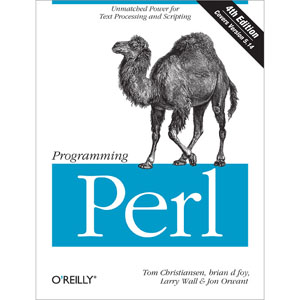 Unmatched Power for
Text Processing and Scripting
4th Edition
Covers Version 5.14
Programming
Perl
O'REILLY®
Tom Christiansen, brian d foy,
Larry Wall & Jon Orwant